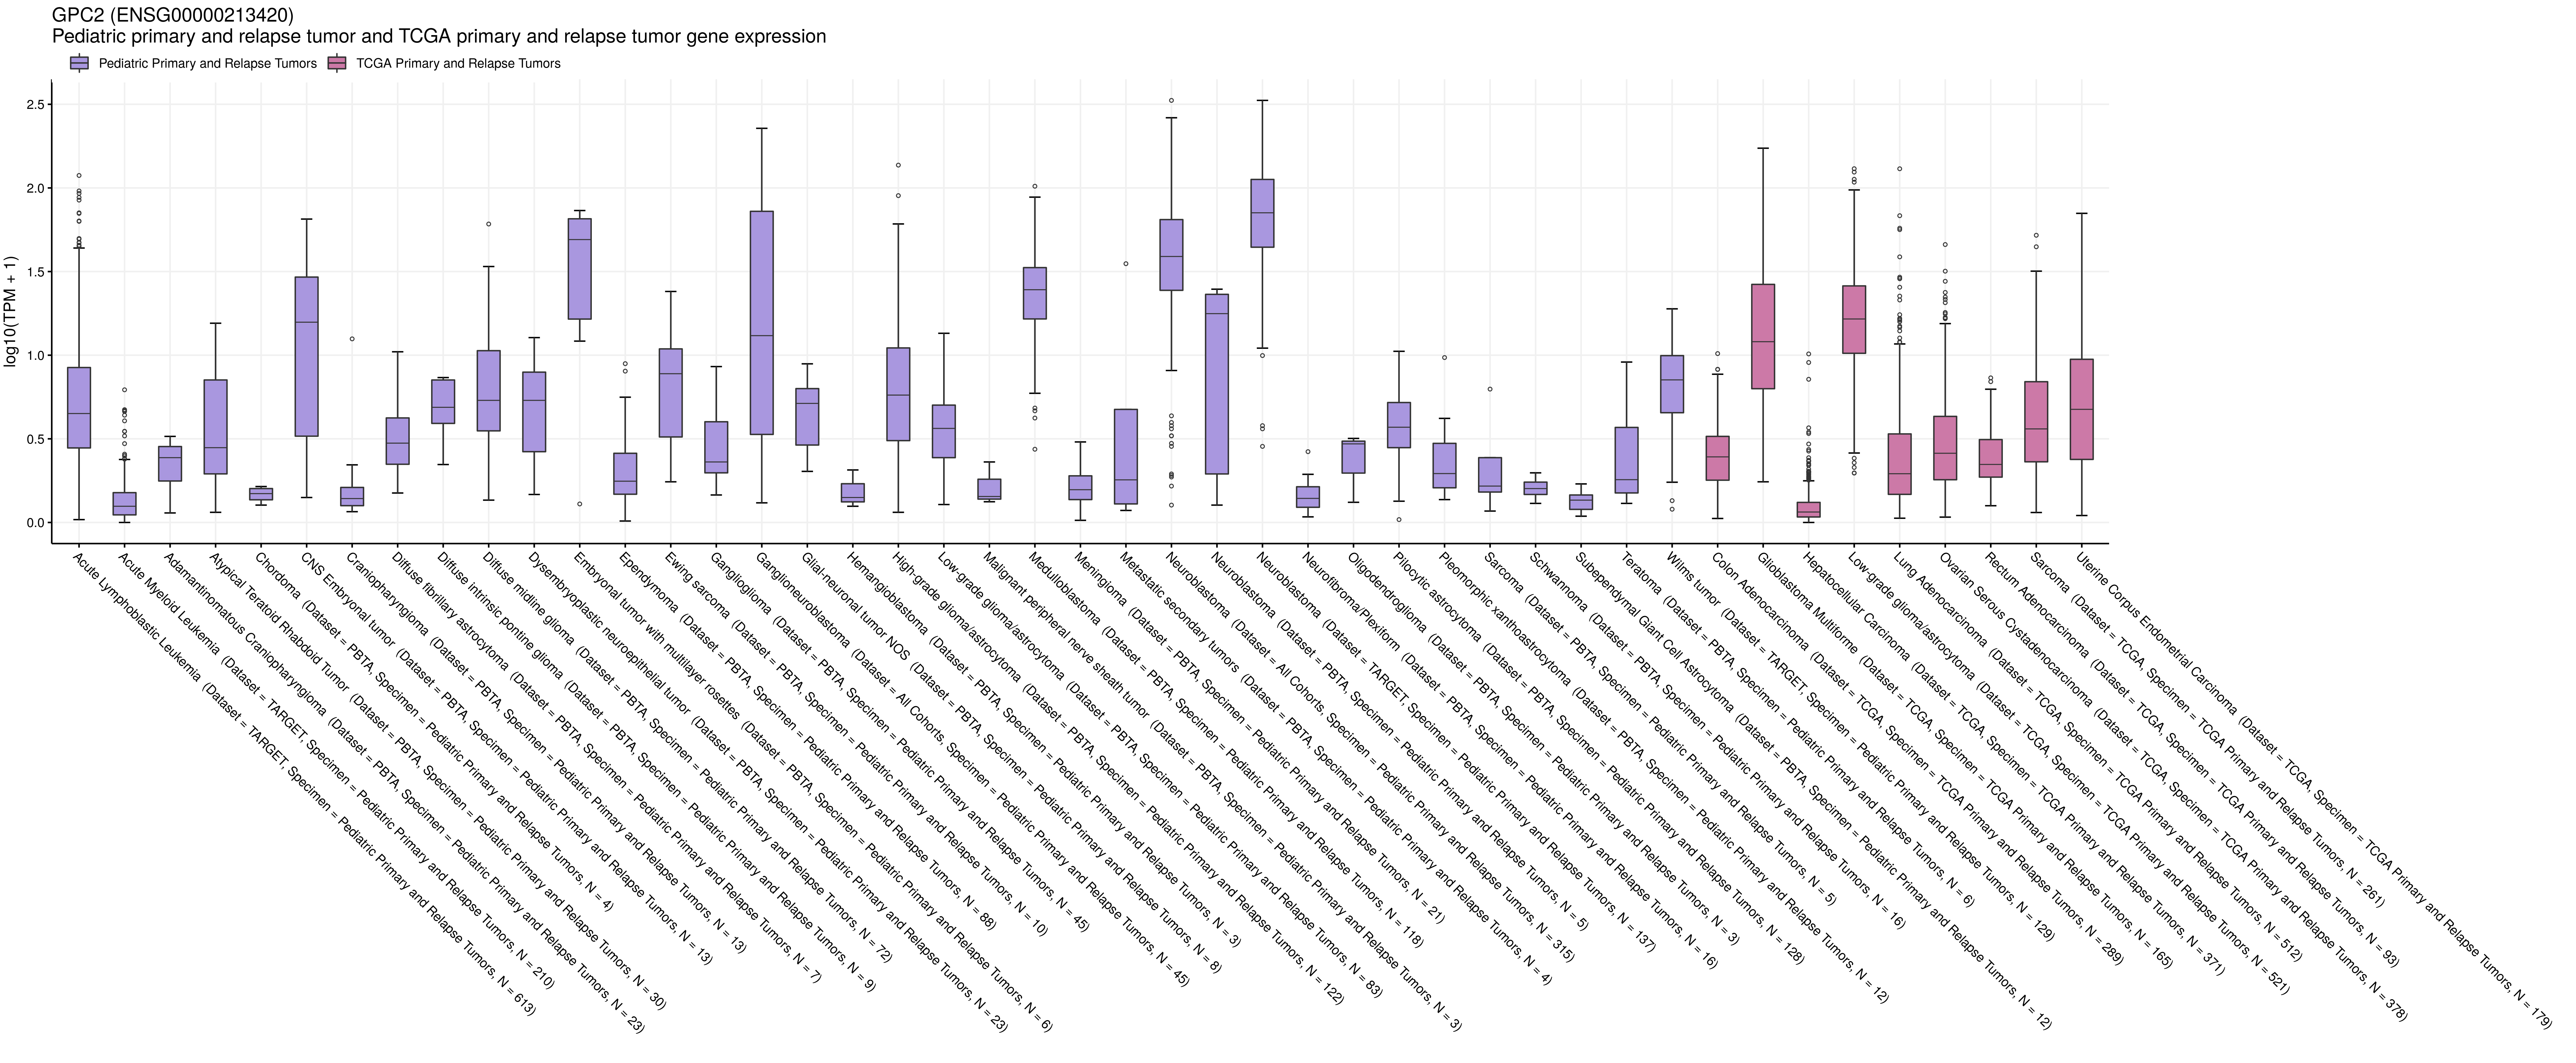 GPC2 (ENSG00000213420)
Pediatric primary and relapse tumor and TCGA primary and relapse tumor gene expression
Pediatric Primary and Relapse Tumors
TCGA Primary and Relapse Tumors
log10(TPM + 1)
2.5
2.0
1.5
1.0
0.5
0.0
Acute Lymphoblastic Leukemia (Dataset = TARGET, Specimen = Pediatric Primary and Relapse Tumors, N = 613)
Acute Myeloid Leukemia (Dataset = TARGET, Specimen = Pediatric Primary and Relapse Tumors, N = 210)
Adamantinomatous Craniopharyngioma (Dataset = PBTA, Specimen = Pediatric Primary and Relapse Tumors, N = 23)
Atypical Teratoid Rhabdoid Tumor (Dataset = PBTA, Specimen = Pediatric Primary and Relapse Tumors, N = 30)
Chordoma (Dataset = PBTA, Specimen = Pediatric Primary and Relapse Tumors, N = 4)
CNS Embryonal tumor (Dataset = PBTA, Specimen = Pediatric Primary and Relapse Tumors, N = 13)
Craniopharyngioma (Dataset = PBTA, Specimen = Pediatric Primary and Relapse Tumors, N = 13)
Diffuse fibrillary astrocytoma (Dataset = PBTA, Specimen = Pediatric Primary and Relapse Tumors, N = 7)
Diffuse intrinsic pontine glioma (Dataset = PBTA, Specimen = Pediatric Primary and Relapse Tumors, N = 9)
Diffuse midline glioma (Dataset = PBTA, Specimen = Pediatric Primary and Relapse Tumors, N = 72)
Dysembryoplastic neuroepithelial tumor (Dataset = PBTA, Specimen = Pediatric Primary and Relapse Tumors, N = 23)
Embryonal tumor with multilayer rosettes (Dataset = PBTA, Specimen = Pediatric Primary and Relapse Tumors, N = 6)
Ependymoma (Dataset = PBTA, Specimen = Pediatric Primary and Relapse Tumors, N = 88)
Ewing sarcoma (Dataset = PBTA, Specimen = Pediatric Primary and Relapse Tumors, N = 10)
Ganglioglioma (Dataset = PBTA, Specimen = Pediatric Primary and Relapse Tumors, N = 45)
Ganglioneuroblastoma (Dataset = All Cohorts, Specimen = Pediatric Primary and Relapse Tumors, N = 45)
Glial-neuronal tumor NOS (Dataset = PBTA, Specimen = Pediatric Primary and Relapse Tumors, N = 8)
Hemangioblastoma (Dataset = PBTA, Specimen = Pediatric Primary and Relapse Tumors, N = 3)
High-grade glioma/astrocytoma (Dataset = PBTA, Specimen = Pediatric Primary and Relapse Tumors, N = 122)
Low-grade glioma/astrocytoma (Dataset = PBTA, Specimen = Pediatric Primary and Relapse Tumors, N = 83)
Malignant peripheral nerve sheath tumor (Dataset = PBTA, Specimen = Pediatric Primary and Relapse Tumors, N = 3)
Medulloblastoma (Dataset = PBTA, Specimen = Pediatric Primary and Relapse Tumors, N = 118)
Meningioma (Dataset = PBTA, Specimen = Pediatric Primary and Relapse Tumors, N = 21)
Metastatic secondary tumors (Dataset = PBTA, Specimen = Pediatric Primary and Relapse Tumors, N = 4)
Neuroblastoma (Dataset = All Cohorts, Specimen = Pediatric Primary and Relapse Tumors, N = 315)
Neuroblastoma (Dataset = PBTA, Specimen = Pediatric Primary and Relapse Tumors, N = 5)
Neuroblastoma (Dataset = TARGET, Specimen = Pediatric Primary and Relapse Tumors, N = 137)
Neurofibroma/Plexiform (Dataset = PBTA, Specimen = Pediatric Primary and Relapse Tumors, N = 16)
Oligodendroglioma (Dataset = PBTA, Specimen = Pediatric Primary and Relapse Tumors, N = 3)
Pilocytic astrocytoma (Dataset = PBTA, Specimen = Pediatric Primary and Relapse Tumors, N = 128)
Pleomorphic xanthoastrocytoma (Dataset = PBTA, Specimen = Pediatric Primary and Relapse Tumors, N = 12)
Sarcoma (Dataset = PBTA, Specimen = Pediatric Primary and Relapse Tumors, N = 5)
Schwannoma (Dataset = PBTA, Specimen = Pediatric Primary and Relapse Tumors, N = 16)
Subependymal Giant Cell Astrocytoma (Dataset = PBTA, Specimen = Pediatric Primary and Relapse Tumors, N = 12)
Teratoma (Dataset = PBTA, Specimen = Pediatric Primary and Relapse Tumors, N = 6)
Wilms tumor (Dataset = TARGET, Specimen = Pediatric Primary and Relapse Tumors, N = 129)
Colon Adenocarcinoma (Dataset = TCGA, Specimen = TCGA Primary and Relapse Tumors, N = 289)
Glioblastoma Multiforme (Dataset = TCGA, Specimen = TCGA Primary and Relapse Tumors, N = 165)
Hepatocellular Carcinoma (Dataset = TCGA, Specimen = TCGA Primary and Relapse Tumors, N = 371)
Low-grade glioma/astrocytoma (Dataset = TCGA, Specimen = TCGA Primary and Relapse Tumors, N = 521)
Lung Adenocarcinoma (Dataset = TCGA, Specimen = TCGA Primary and Relapse Tumors, N = 512)
Ovarian Serous Cystadenocarcinoma (Dataset = TCGA, Specimen = TCGA Primary and Relapse Tumors, N = 378)
Rectum Adenocarcinoma (Dataset = TCGA, Specimen = TCGA Primary and Relapse Tumors, N = 93)
Sarcoma (Dataset = TCGA, Specimen = TCGA Primary and Relapse Tumors, N = 261)
Uterine Corpus Endometrial Carcinoma (Dataset = TCGA, Specimen = TCGA Primary and Relapse Tumors, N = 179)